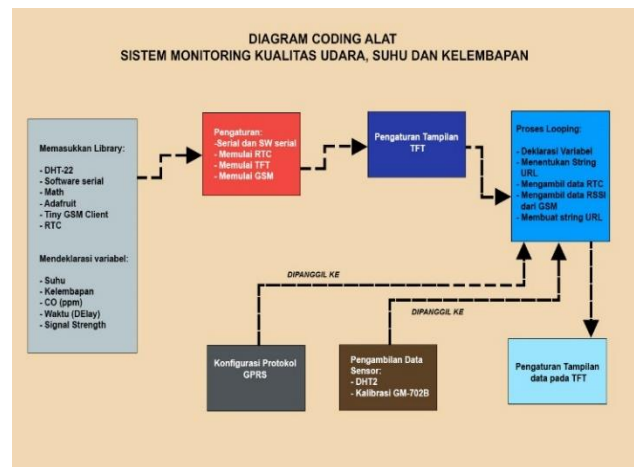 DIAGRAM CODING ALAT
SISTEM MONITORING KUALITAS UDARA, SUHU DAN KELEMBAPAN
Memasukkan Library:
- DHT-22
- Software serial
- Math
- Adafruit
- Tiny GSM Client
- RTC
Mendeklarasi variabel:
- Suhu
- Kelembapan
- CO (ppm)
- Waktu (DElay)
- Signal Strength
Pengaturan:
-Serial dan SW serial
- Memulai RTC
- Memulai TFT
- Memulai GSM
Pengaturan Tampilan
TFT
Proses Looping:
- Deklarasi Variabel
- Menentukan String
URL
- Mengambil data RTC
- Mengambil data RSSI
dari GSM
- Membuat string URL
DIPANGGIL KE
DIPANGGIL KE
Konfigurasi Protokol
GPRS
Pengambilan Data
Sensor:
- DHT2
- Kalibrasi GM-702B
Pengaturan Tampilan
data pada TFT